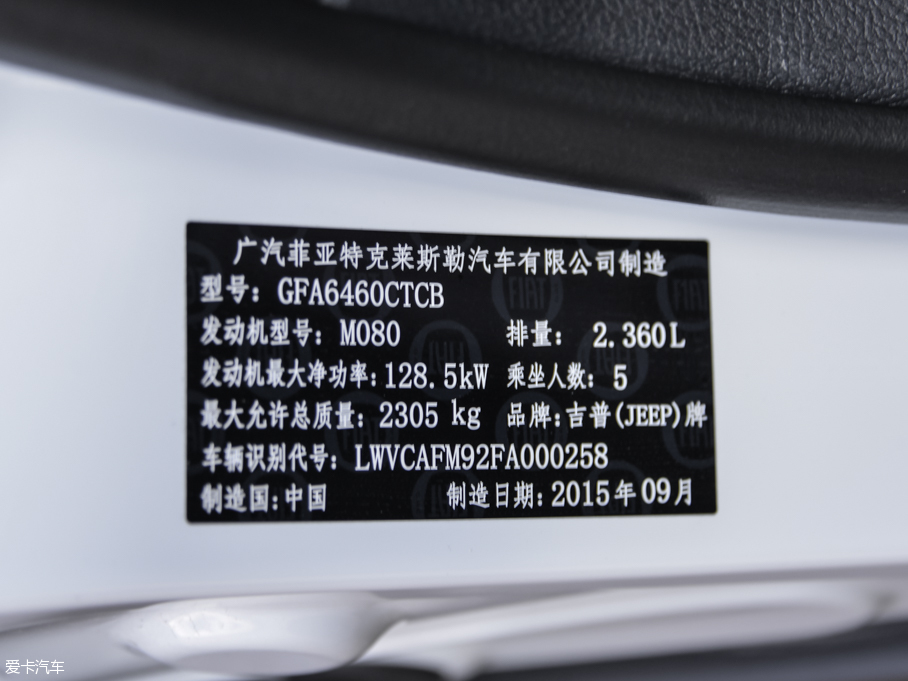 广汽菲亚特克莱斯勒汽车有限公司制造
型号: GFA6460CTCB
发动机型号: M080 排量: 2.360L
发动机最大净功率: 128.5kW 乘坐人数: 5
最大允许总质量: 2305 kg 品牌: 吉普(JEEP)牌
车辆识别代号: LWVCAFM92FA000258
制造国: 中国 制造日期: 2015年09月
爱卡汽车